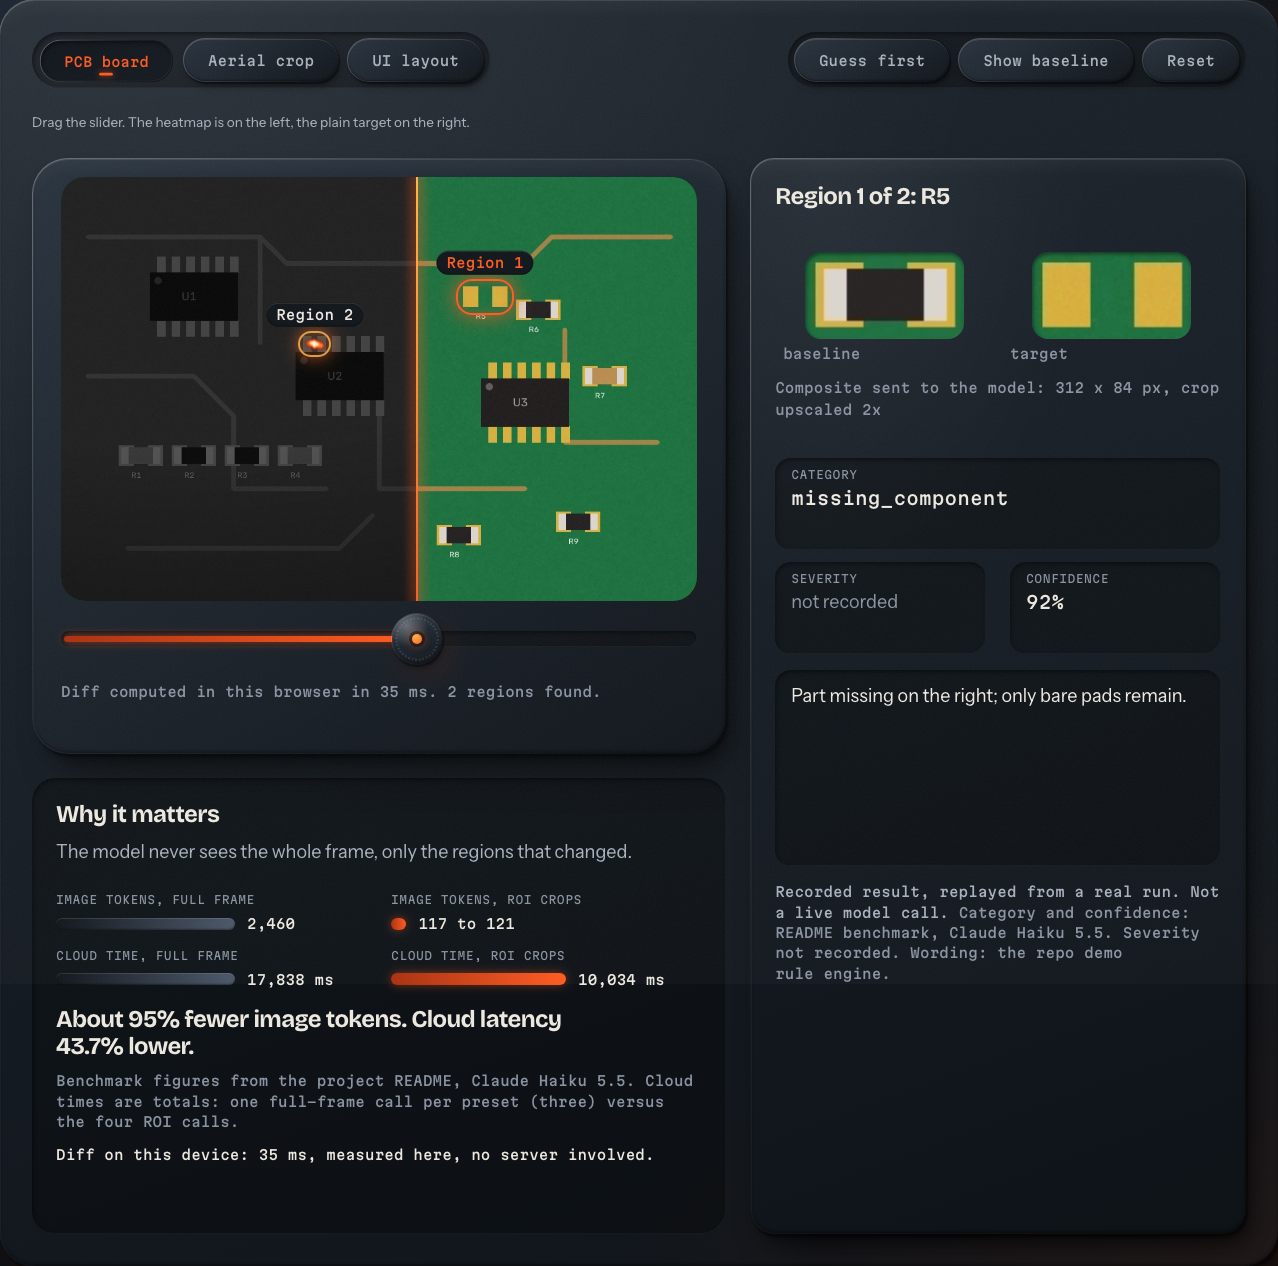 PCB board
Aerial crop
UI layout
Guess first
Show baseline
Reset
Drag the slider. The heatmap is on the left, the plain target on the right.
U1
Region 2
U2
R1
R2
R3
R4
Region 1
R5
R6
U3
R7
R8
R9
Diff computed in this browser in 35 ms. 2 regions found.
Region 1 of 2: R5
baseline
target
Composite sent to the model: 312 x 84 px, crop
upscaled 2x
CATEGORY
missing_component
SEVERITY
not recorded
CONFIDENCE
92%
Part missing on the right; only bare pads remain.
Recorded result, replayed from a real run. Not
a live model call. Category and confidence:
README benchmark, Claude Haiku 5.5. Severity
not recorded. Wording: the repo demo
rule engine.
Why it matters
The model never sees the whole frame, only the regions that changed.
IMAGE TOKENS, FULL FRAME
2,460
IMAGE TOKENS, ROI CROPS
117 to 121
CLOUD TIME, FULL FRAME
17,838 ms
CLOUD TIME, ROI CROPS
10,034 ms
About 95% fewer image tokens. Cloud latency
43.7% lower.
Benchmark figures from the project README, Claude Haiku 5.5. Cloud
times are totals: one full-frame call per preset (three) versus
the four ROI calls.
Diff on this device: 35 ms, measured here, no server involved.